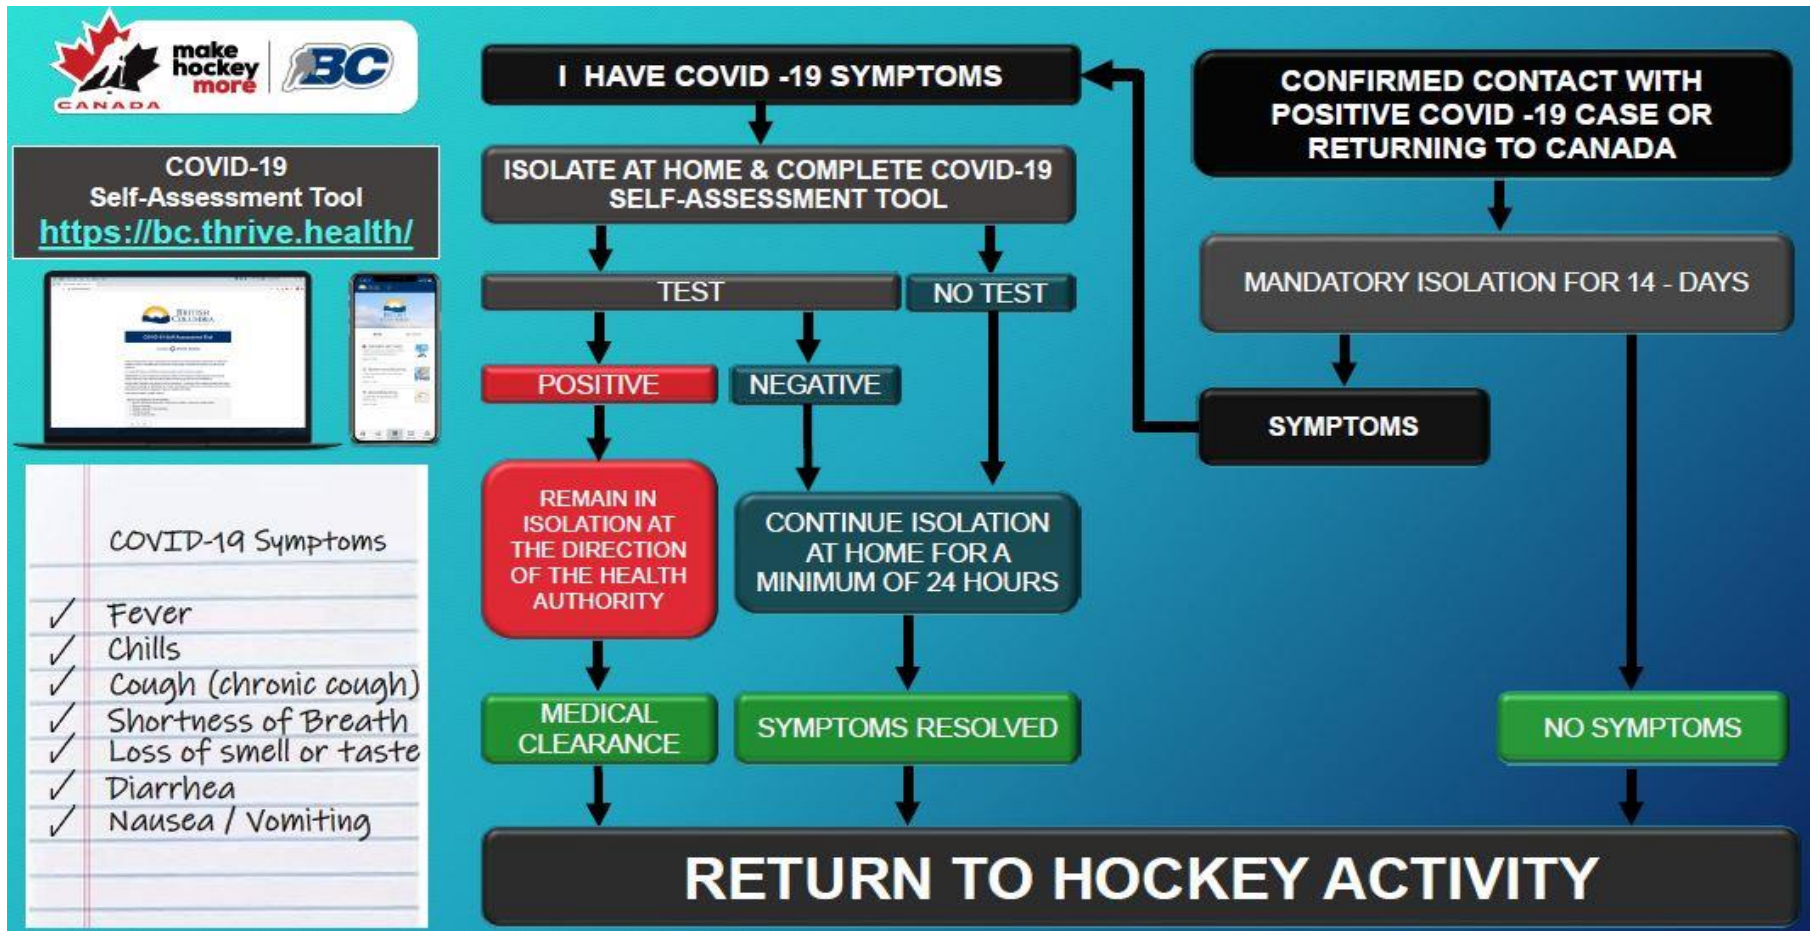 CANADA
make
hockey
more
BC
COVID-19
Self-Assessment Tool
https://bc.thrive.health/
BRITISH
COLUMBIA
COVID-19 Symptoms
Fever
Chills
Cough (chronic cough)
Shortness of Breath
Loss of smell or taste
Diarrhea
Nausea / Vomiting
I HAVE COVID -19 SYMPTOMS
ISOLATE AT HOME & COMPLETE COVID-19
SELF-ASSESSMENT TOOL
TEST
NO TEST
POSITIVE
NEGATIVE
REMAIN IN
ISOLATION AT
THE DIRECTION
OF THE HEALTH
AUTHORITY
CONTINUE ISOLATION
AT HOME FOR A
MINIMUM OF 24 HOURS
MEDICAL
CLEARANCE
SYMPTOMS RESOLVED
CONFIRMED CONTACT WITH
POSITIVE COVID -19 CASE OR
RETURNING TO CANADA
MANDATORY ISOLATION FOR 14 - DAYS
SYMPTOMS
NO SYMPTOMS
RETURN TO HOCKEY ACTIVITY